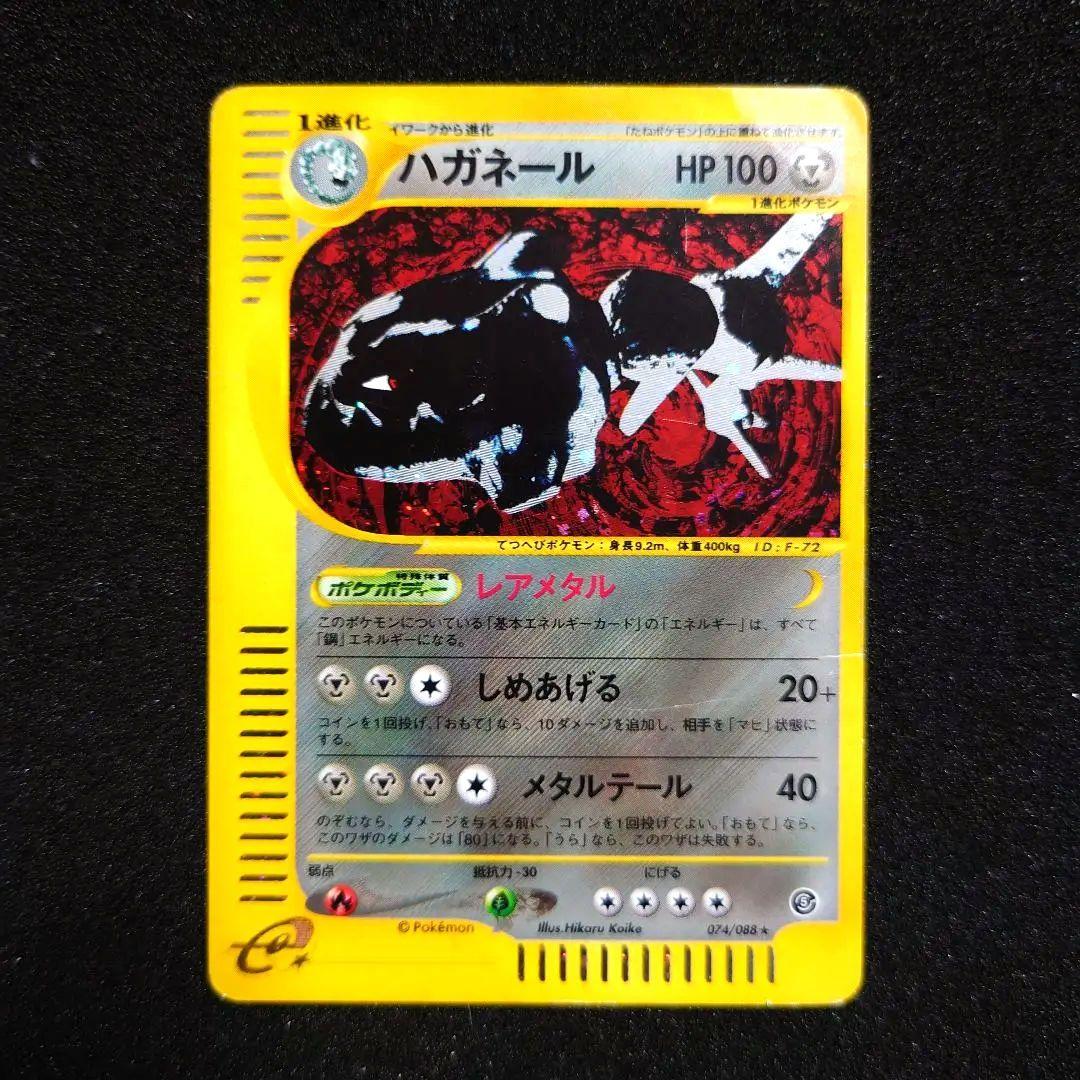 1進化 イワークから進化 「たねポケモン」の上に重ねて進化させます。
ハガネール HP100
1進化ポケモン
てつへびポケモン：身長9.2m、体重400kg ID:F-72
特殊体質
ポケボディー レアメタル
このポケモンについている「基本エネルギーカード」の「エネルギー」は、すべて
「鋼」エネルギーになる。
しめあげる 20+
コインを1回投げ、「おもて」なら、10ダメージを追加し、相手を「マヒ」状態に
する。
メタルテール 40
のぞむなら、ダメージを与える前に、コインを1回投げてよい。「おもて」なら、
このワザのダメージは「80」になる。「うら」なら、このワザは失敗する。
弱点 抵抗力-30 にげる
©Pokémon Illus.Hikaru Koike 074/088★
e